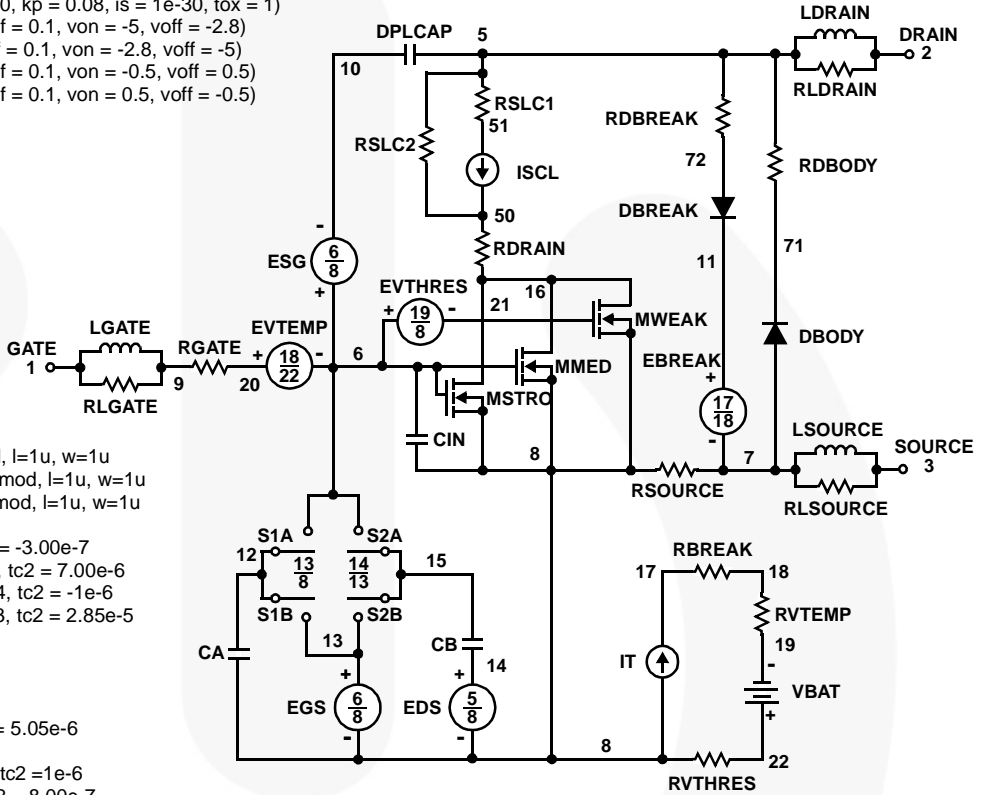 0, kp = 0.08, is = 1e-30, tox = 1)
f = 0.1, von = -5, voff = -2.8)
f = 0.1, von = -2.8, voff = -5)
f = 0.1, von = -0.5, voff = 0.5)
f = 0.1, von = 0.5, voff = -0.5)
DPLCAP
5
10
LDRAIN
DRAIN
2
RLDRAIN
RSLC1
51
RSLC2
ISCL
50
RDBREAK
72
RDBODY
DBREAK
11
71
RDRAIN
ESG
-
6
8
+
EVTHRES
+
19
8
-
21
16
MWEAK
DBODY
LGATE
GATE
1
RLGATE
9
RGATE
20
EVTEMP
+
18
22
-
6
MMED
MSTRO
EBREAK
+
17
18
-
CIN
8
RSOURCE
7
LSOURCE
SOURCE
3
RLSOURCE
, l=1u, w=1u
mod, l=1u, w=1u
mod, l=1u, w=1u
= -3.00e-7
, tc2 = 7.00e-6
4, tc2 = -1e-6
3, tc2 = 2.85e-5
= 5.05e-6
tc2 =1e-6
S1A
S2A
12
13
8
14
13
15
S1B
S2B
13
CA
CB
14
+
EGS
6
8
-
+
EDS
5
8
-
8
RBREAK
17
18
RVTEMP
19
IT
-
VBAT
+
22
RVTHRES